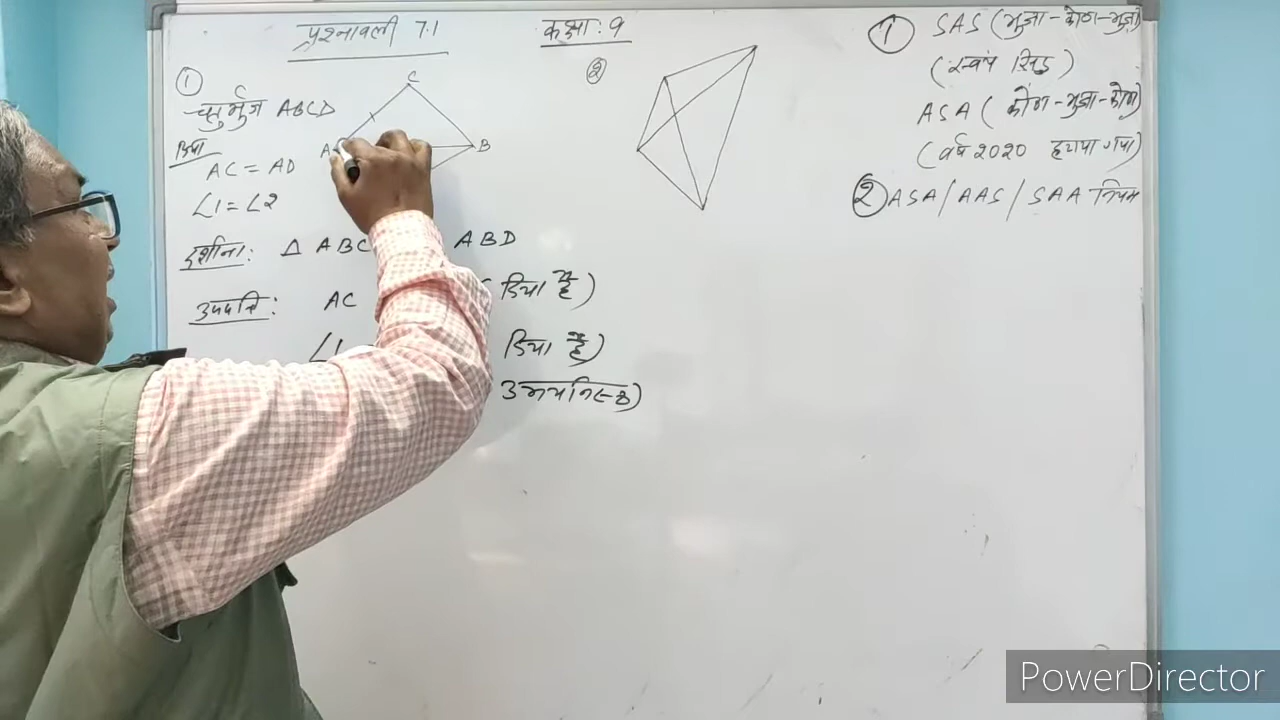 प्रश्नावली 7.1
कक्षा : 9
①
चतुर्भुज ABCD
दिया
AC = AD
∠1 = ∠2
C
A
B
दर्शाना : Δ ABC ABD
उपपत्ति : AC दिया है)
∠1 दिया है)
उभयनिष्ठ)
②
① SAS (भुजा - कोण - भुजा)
(स्वयं सिद्ध)
ASA (कोण - भुजा - कोण)
(वर्ष 2020 हटाया गया)
② ASA / AAS / SAA नियम
PowerDirector